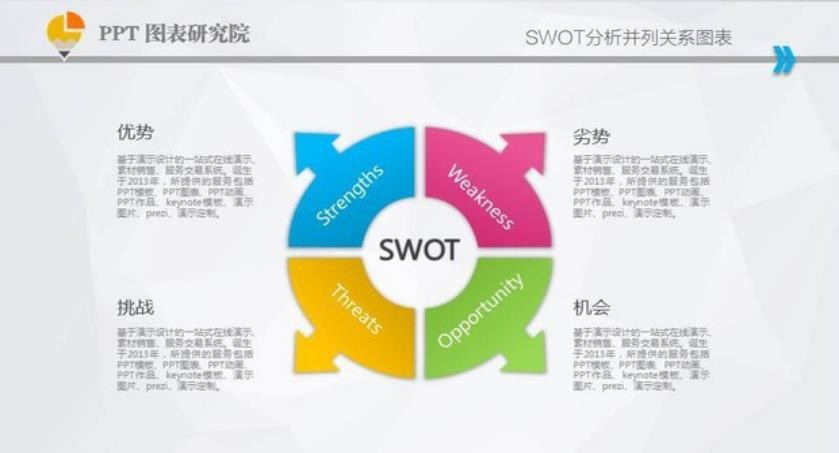 PPT 图表研究院
SWOT分析并列关系图表
优势
基于演示设计的一站式在线演示、
素材销售、服务交易系统。诞生
于2013年，所提供的服务包括
PPT模板、PPT图表、PPT动画、
PPT作品、keynote模板、演示
图片、prezi、演示定制。
劣势
基于演示设计的一站式在线演示、
素材销售、服务交易系统。诞生
于2013年，所提供的服务包括
PPT模板、PPT图表、PPT动画、
PPT作品、keynote模板、演示
图片、prezi、演示定制。
Strengths
Weakness
SWOT
Threats
Opportunity
挑战
基于演示设计的一站式在线演示、
素材销售、服务交易系统。诞生
于2013年，所提供的服务包括
PPT模板、PPT图表、PPT动画、
PPT作品、keynote模板、演示
图片、prezi、演示定制。
机会
基于演示设计的一站式在线演示、
素材销售、服务交易系统。诞生
于2013年，所提供的服务包括
PPT模板、PPT图表、PPT动画、
PPT作品、keynote模板、演示
图片、prezi、演示定制。